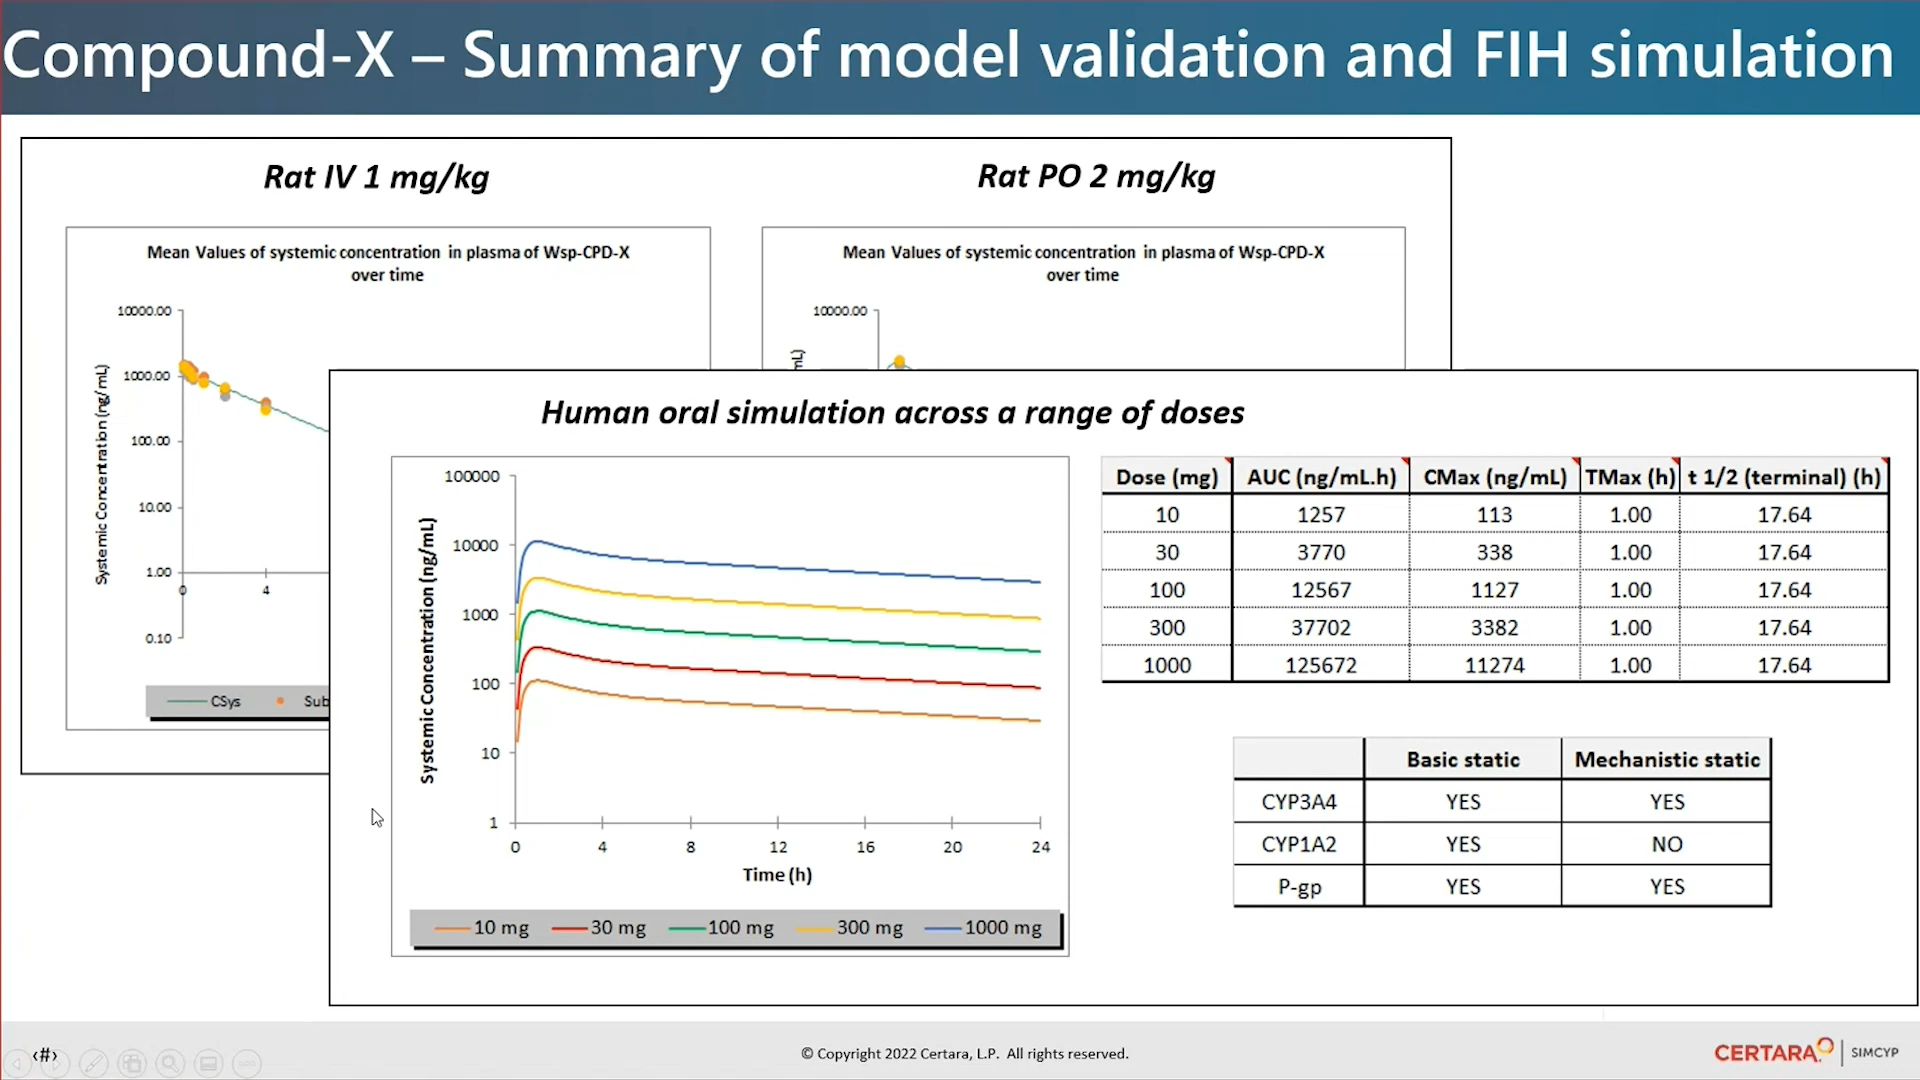 Compound-X – Summary of model validation and FIH simulation
Rat IV 1 mg/kg
Rat PO 2 mg/kg
Mean Values of systemic concentration in plasma of Wsp-CPD-X
over time
Mean Values of systemic concentration in plasma of Wsp-CPD-X
over time
Systemic Concentration (ng/mL)
10000.00
1000.00
100.00
10.00
1.00
0.10
0
4
CSys
Sub
10000.00
mL)
Human oral simulation across a range of doses
Systemic Concentration (ng/mL)
100000
10000
1000
100
10
1
0 4 8 12 16 20 24
Time (h)
10 mg 30 mg 100 mg 300 mg 1000 mg
Dose (mg) AUC (ng/mL.h) CMax (ng/mL) TMax (h) t 1/2 (terminal) (h)
10 1257 113 1.00 17.64
30 3770 338 1.00 17.64
100 12567 1127 1.00 17.64
300 37702 3382 1.00 17.64
1000 125672 11274 1.00 17.64
Basic static Mechanistic static
CYP3A4 YES YES
CYP1A2 YES NO
P-gp YES YES
‹#›
© Copyright 2022 Certara, L.P. All rights reserved.
CERTARA | SIMCYP